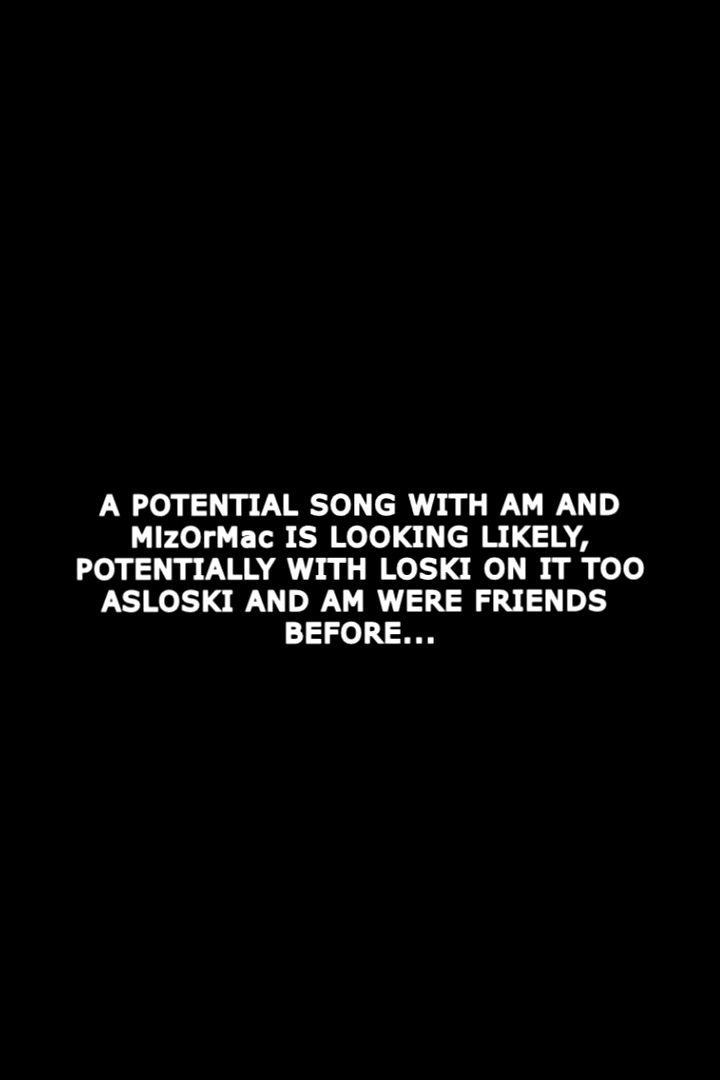 A POTENTIAL SONG WITH AM AND
MIzOrMac IS LOOKING LIKELY,
POTENTIALLY WITH LOSKI ON IT TOO
ASLOSKI AND AM WERE FRIENDS
BEFORE...